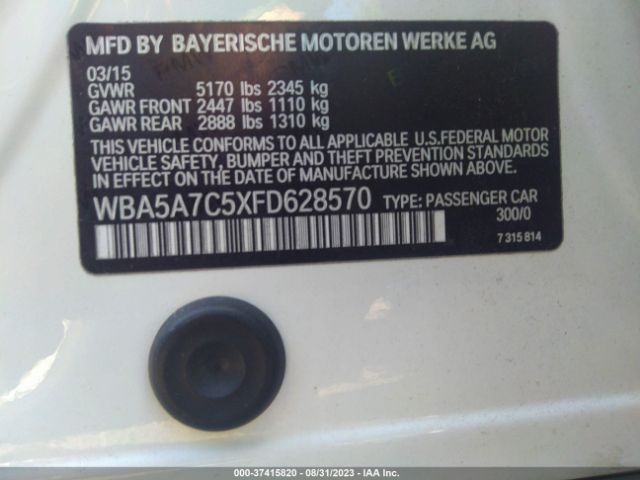 MFD BY BAYERISCHE MOTOREN WERKE AG
03/15
GVWR 5170 lbs 2345 kg
GAWR FRONT 2447 lbs 1110 kg
GAWR REAR 2888 lbs 1310 kg
THIS VEHICLE CONFORMS TO ALL APPLICABLE U.S.FEDERAL MOTOR
VEHICLE SAFETY, BUMPER AND THEFT PREVENTION STANDARDS
IN EFFECT ON THE DATE OF MANUFACTURE SHOWN ABOVE.
WBA5A7C5XFD628570 TYPE: PASSENGER CAR
300/0
7 315 814
000-37415820 - 08/31/2023 - IAA Inc.